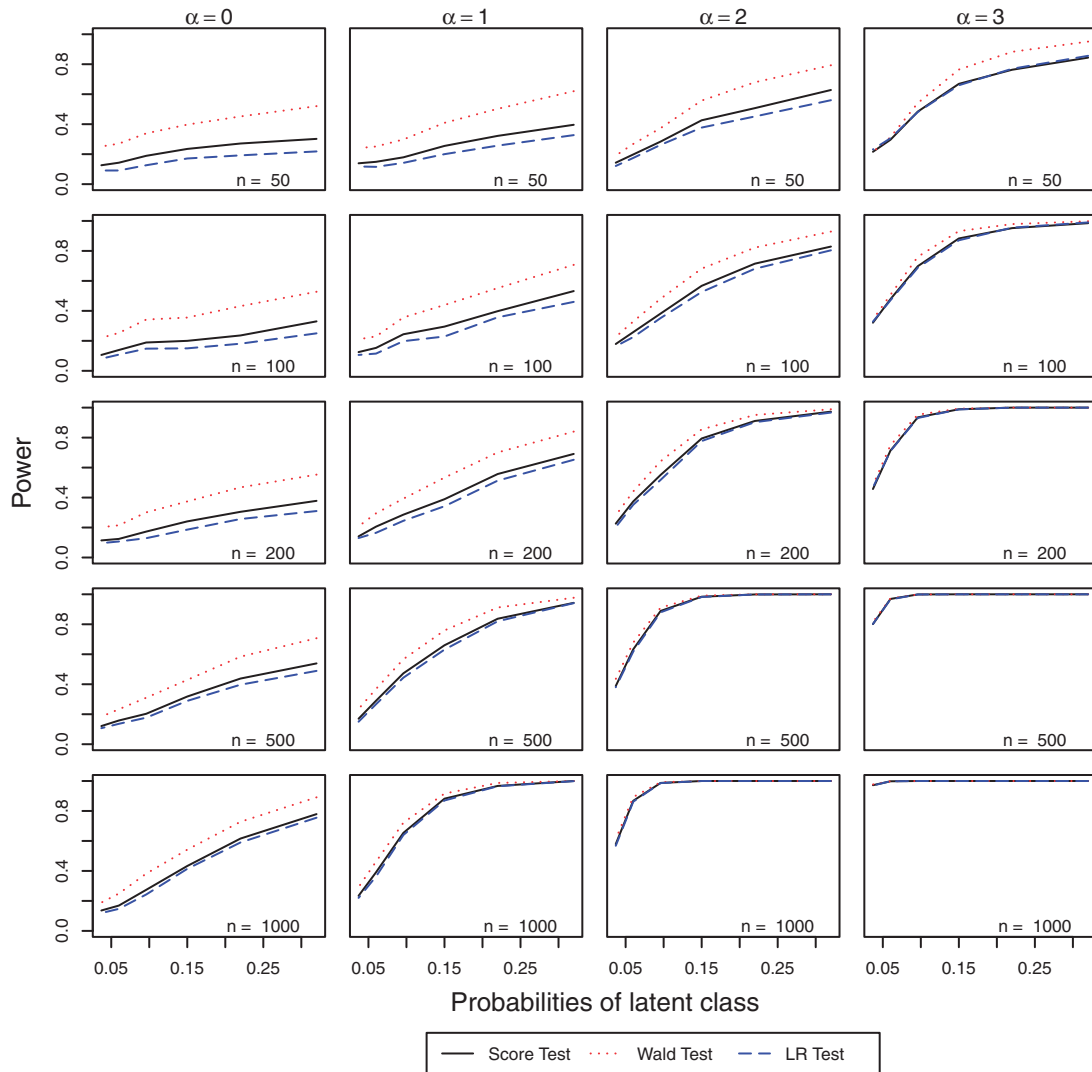 α = 0 α = 1 α = 2 α = 3
0.0 0.4 0.8
n = 50 n = 50 n = 50 n = 50
0.0 0.4 0.8
n = 100 n = 100 n = 100 n = 100
Power
0.0 0.4 0.8
n = 200 n = 200 n = 200 n = 200
0.0 0.4 0.8
n = 500 n = 500 n = 500 n = 500
0.0 0.4 0.8
n = 1000 n = 1000 n = 1000 n = 1000
0.05 0.15 0.25 0.05 0.15 0.25 0.05 0.15 0.25 0.05 0.15 0.25
Probabilities of latent class
Score Test Wald Test LR Test